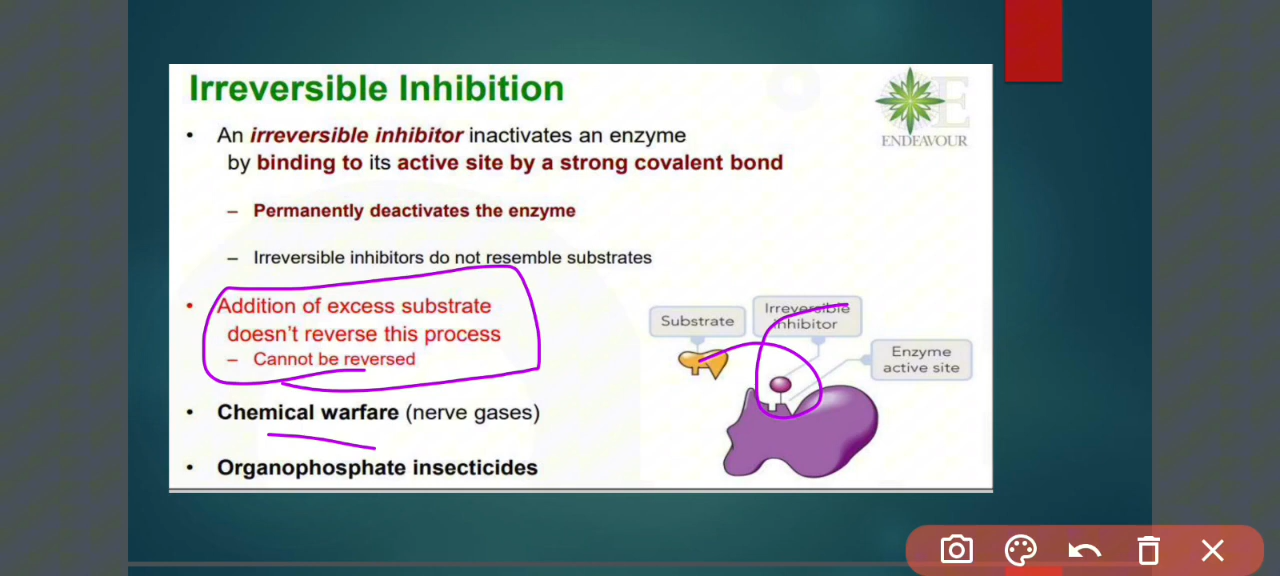 Irreversible Inhibition
ENDEAVOUR
• An irreversible inhibitor inactivates an enzyme
by binding to its active site by a strong covalent bond
– Permanently deactivates the enzyme
– Irreversible inhibitors do not resemble substrates
• Addition of excess substrate
doesn't reverse this process
– Cannot be reversed
• Chemical warfare (nerve gases)
• Organophosphate insecticides
Substrate
Irreversible
inhibitor
Enzyme
active site